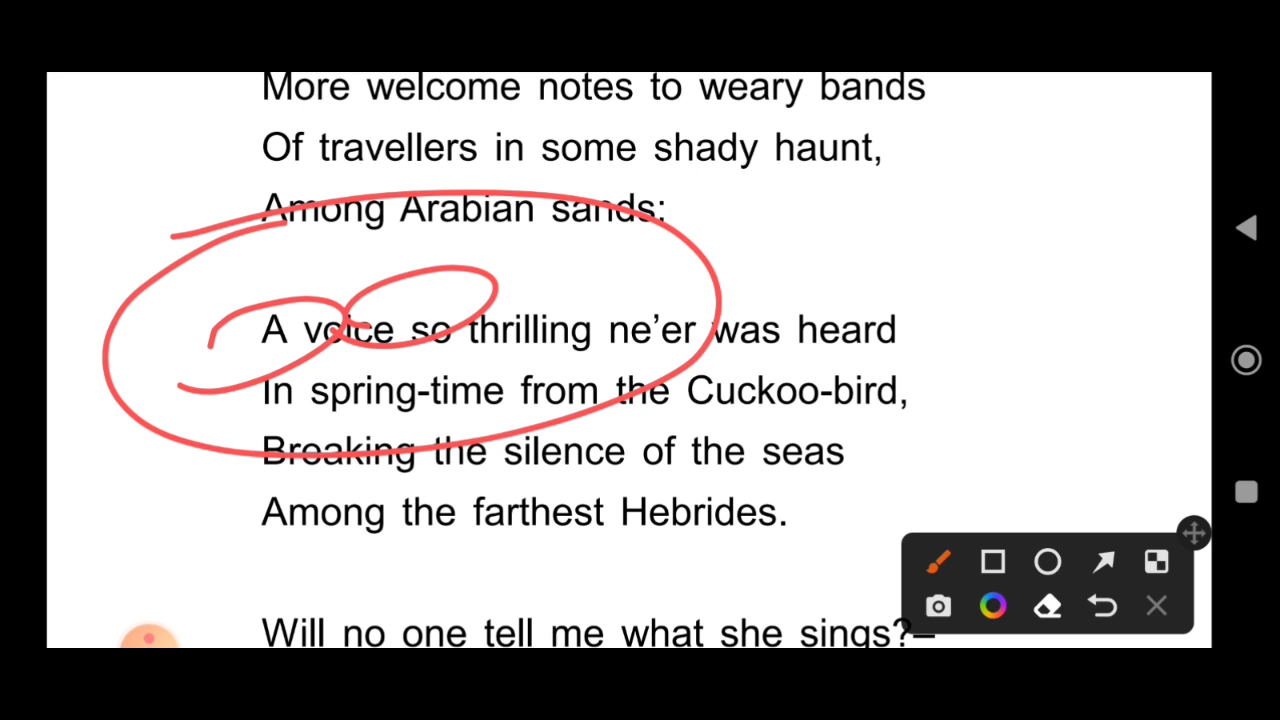 More welcome notes to weary bands
Of travellers in some shady haunt,
Among Arabian sands:
A voice so thrilling ne’er was heard
In spring-time from the Cuckoo-bird,
Breaking the silence of the seas
Among the farthest Hebrides.
Will no one tell me what she sings?–